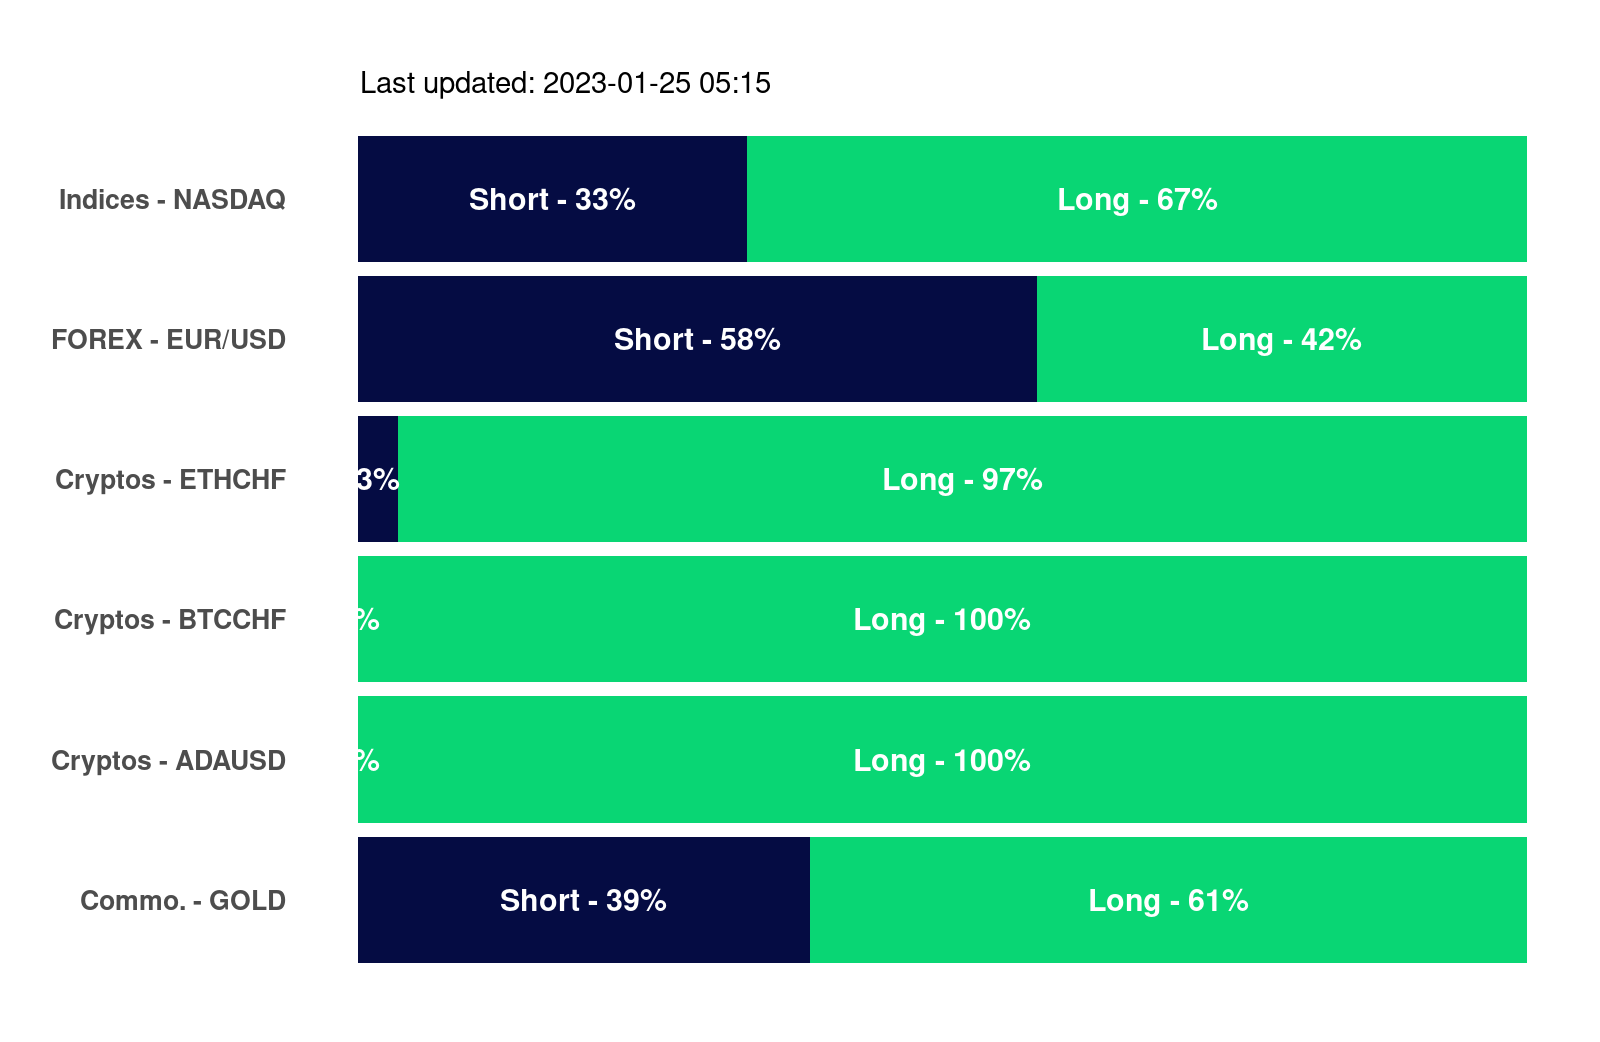 Last updated: 2023-01-25 05:15
Indices - NASDAQ Short - 33% Long - 67%
FOREX - EUR/USD Short - 58% Long - 42%
Cryptos - ETHCHF 3% Long - 97%
Cryptos - BTCCHF % Long - 100%
Cryptos - ADAUSD % Long - 100%
Commo. - GOLD Short - 39% Long - 61%